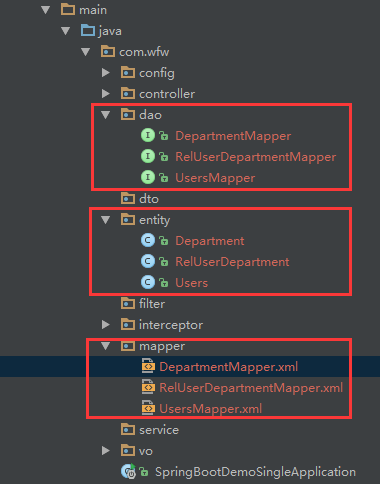 main
java
com.wfw
config
controller
dao
DepartmentMapper
RelUserDepartmentMapper
UsersMapper
dto
entity
Department
RelUserDepartment
Users
filter
interceptor
mapper
DepartmentMapper.xml
RelUserDepartmentMapper.xml
UsersMapper.xml
service
vo
SpringBootDemoSingleApplication